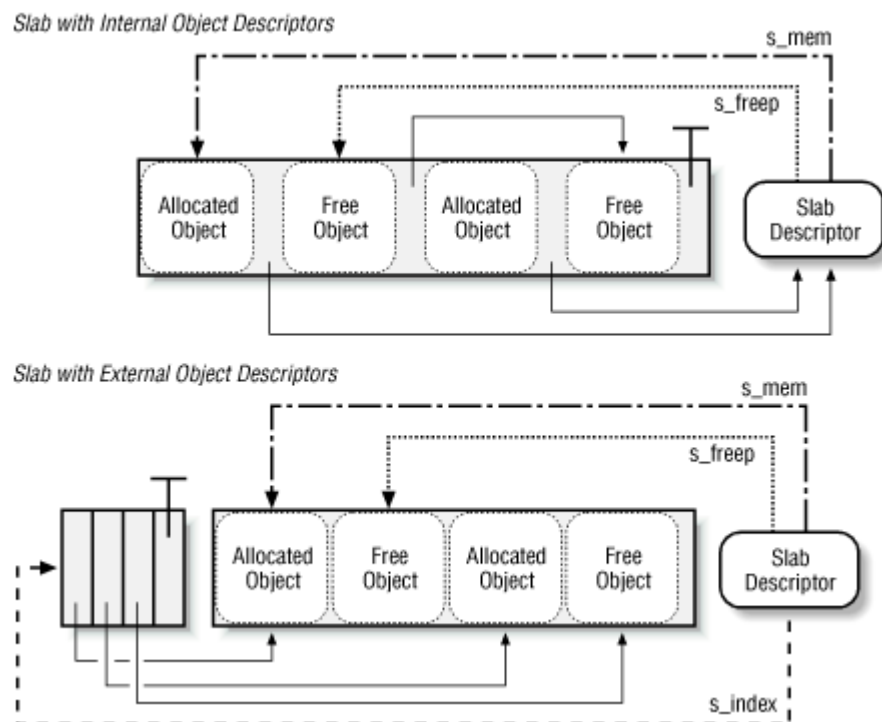 Slab with Internal Object Descriptors
s_mem
s_freep
Allocated
Object
Free
Object
Allocated
Object
Free
Object
Slab
Descriptor
Slab with External Object Descriptors
s_mem
s_freep
Allocated
Object
Free
Object
Allocated
Object
Free
Object
Slab
Descriptor
s_index